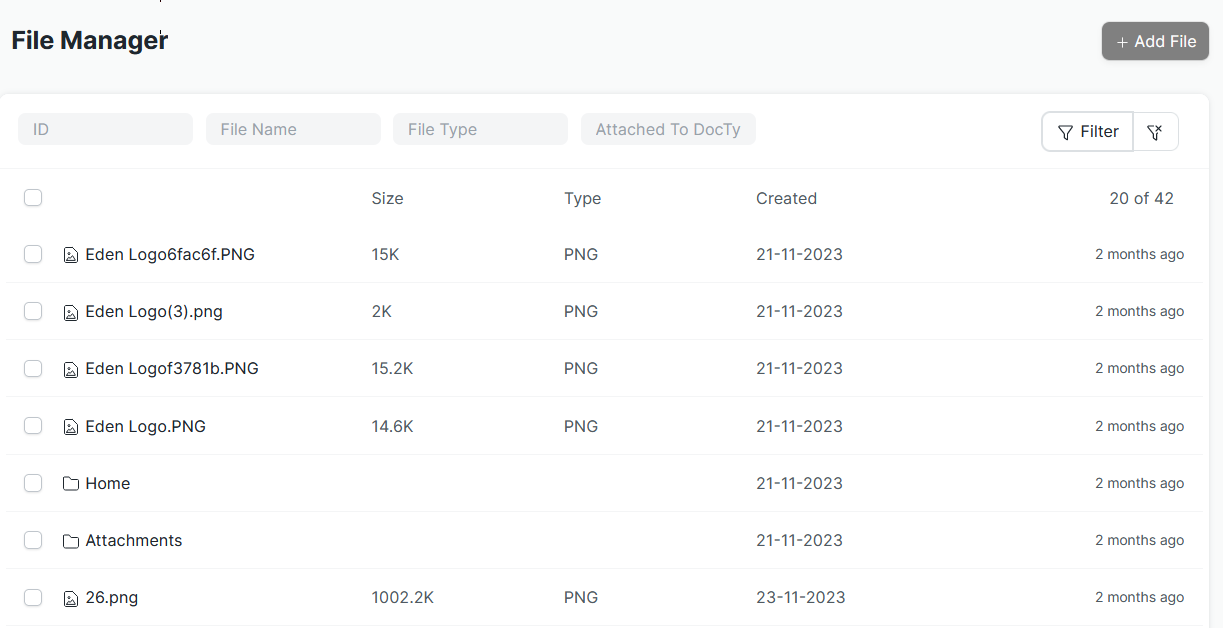 File Manager
+ Add File
ID File Name File Type Attached To DocTy
Filter
Size Type Created 20 of 42
Eden Logo6fac6f.PNG 15K PNG 21-11-2023 2 months ago
Eden Logo(3).png 2K PNG 21-11-2023 2 months ago
Eden Logof3781b.PNG 15.2K PNG 21-11-2023 2 months ago
Eden Logo.PNG 14.6K PNG 21-11-2023 2 months ago
Home 21-11-2023 2 months ago
Attachments 21-11-2023 2 months ago
26.png 1002.2K PNG 23-11-2023 2 months ago